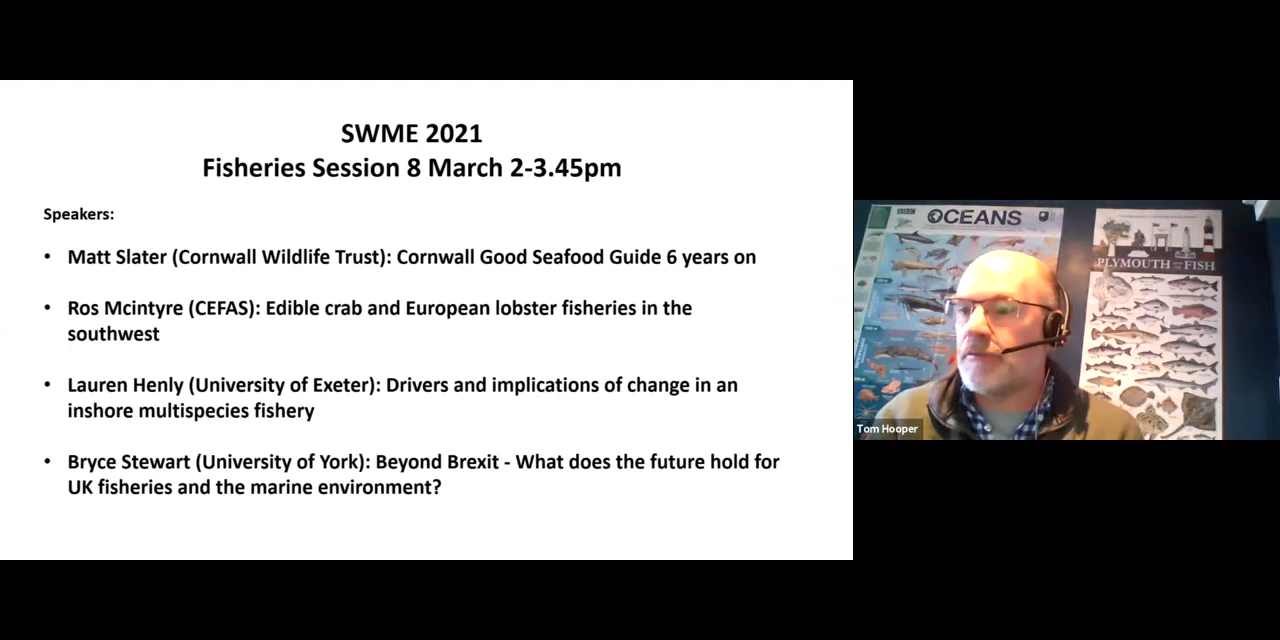 SWME 2021
Fisheries Session 8 March 2-3.45pm
Speakers:
• Matt Slater (Cornwall Wildlife Trust): Cornwall Good Seafood Guide 6 years on
• Ros Mcintyre (CEFAS): Edible crab and European lobster fisheries in the
southwest
• Lauren Henly (University of Exeter): Drivers and implications of change in an
inshore multispecies fishery
• Bryce Stewart (University of York): Beyond Brexit - What does the future hold for
UK fisheries and the marine environment?
BBC
OCEANS
PLYMOUTH FISH
Tom Hooper